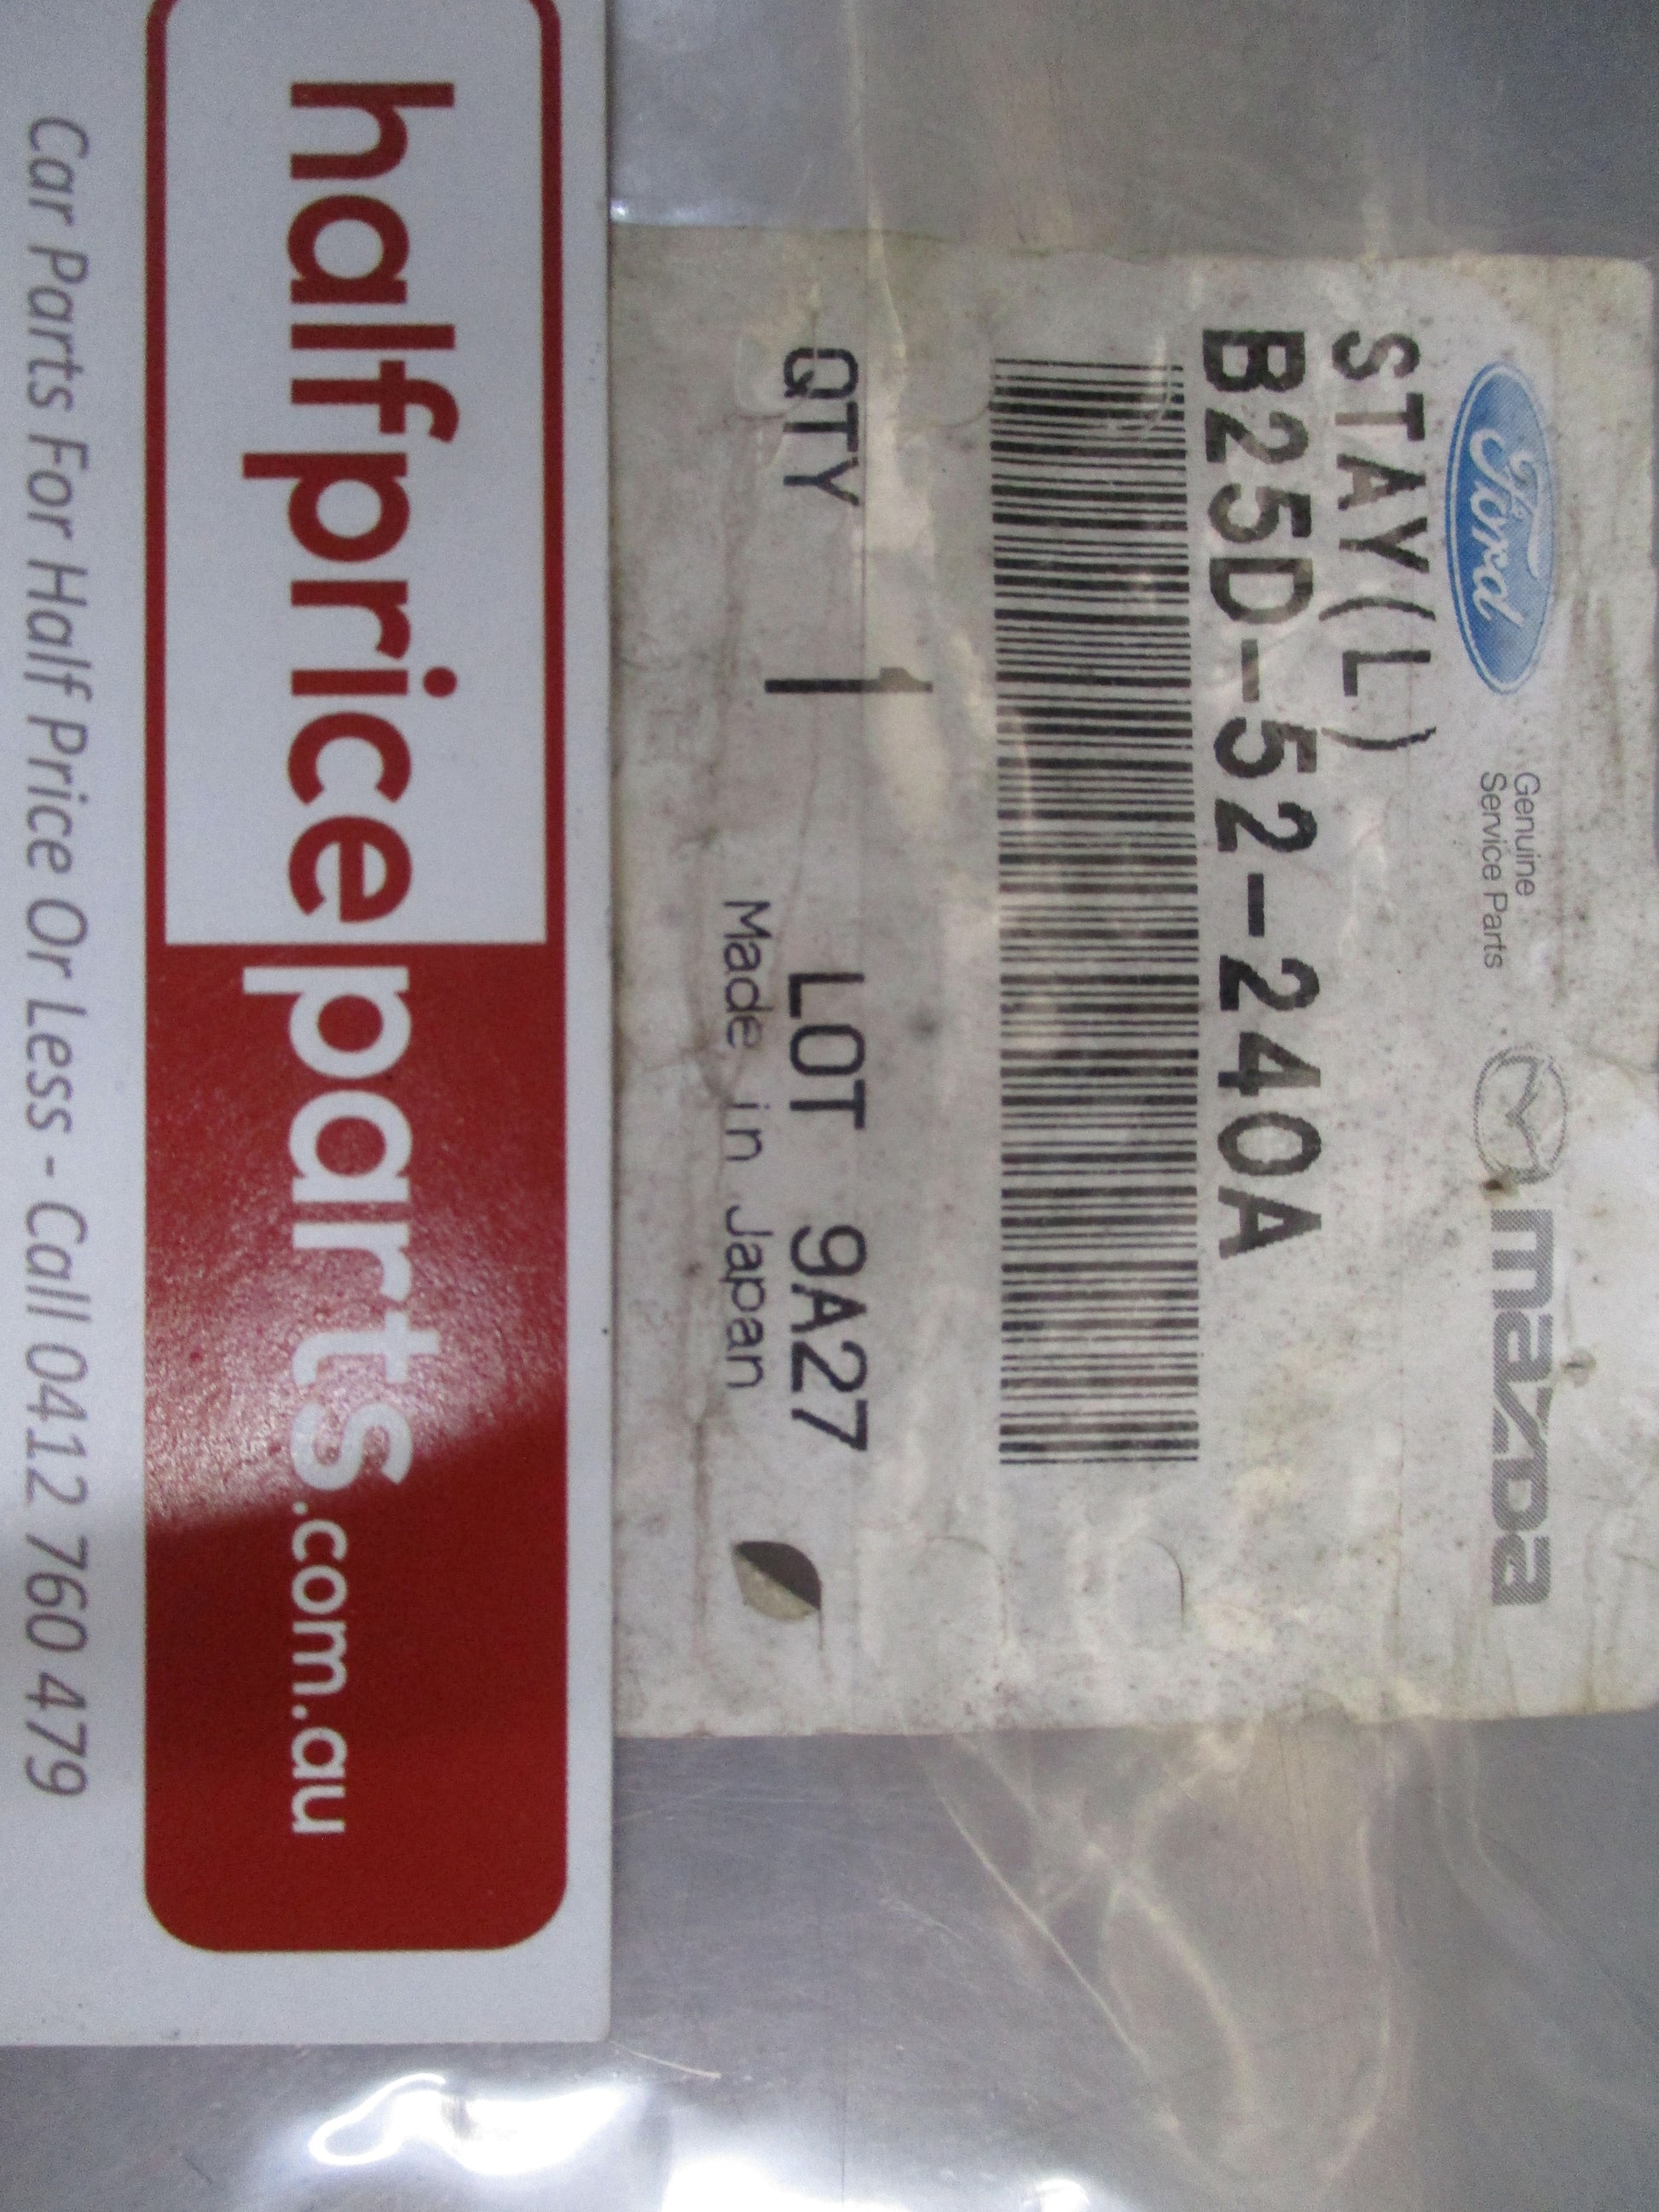 Ford
Genuine
Service Parts
mazda
STAY(L)
B25D-52-240A
QTY 1
LOT 9A27
Made in Japan
halfpriceparts.com.au
Car Parts For Half Price Or Less - Call 0412 760 479